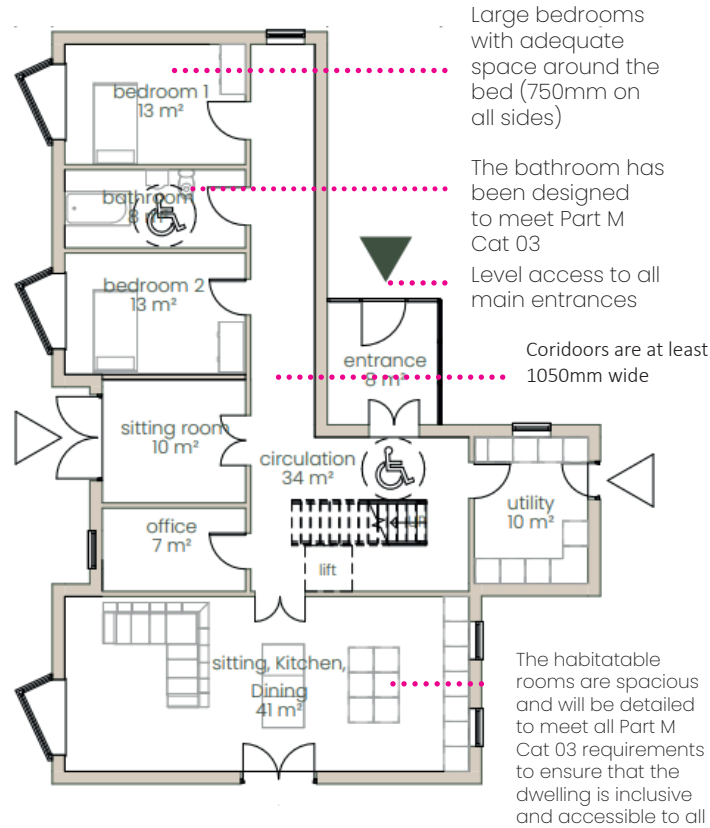 Large bedrooms
with adequate
space around the
bed (750mm on
all sides)
bedroom 1
13 m²
The bathroom has
been designed
to meet Part M
Cat 03
bathroom
8 m²
Level access to all
main entrances
bedroom 2
13 m²
Coridoors are at least
1050mm wide
entrance
8 m²
sitting room
10 m²
circulation
34 m²
utility
10 m²
office
7 m²
UP
lift
sitting, Kitchen,
Dining
41 m²
The habitatable
rooms are spacious
and will be detailed
to meet all Part M
Cat 03 requirements
to ensure that the
dwelling is inclusive
and accessible to all